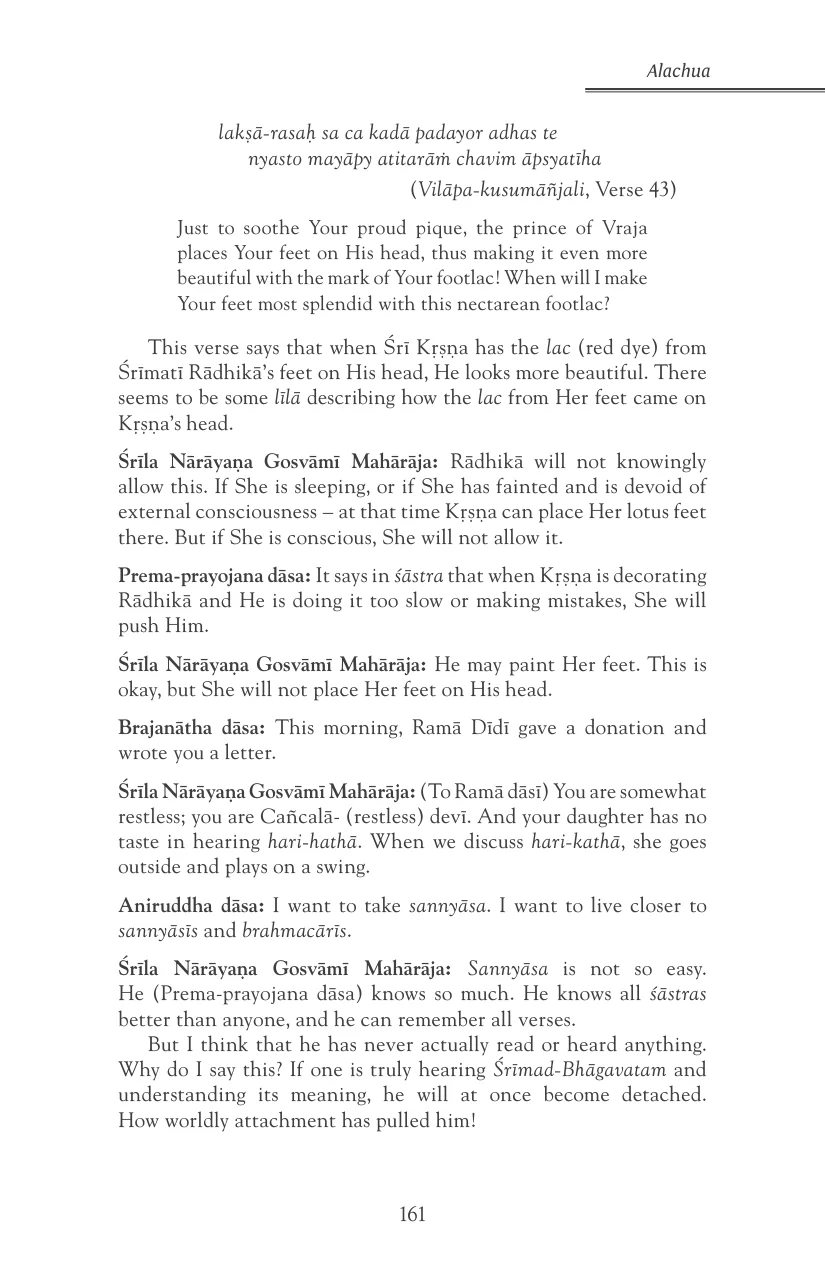 Alachua
lakṣā-rasaḥ sa ca kadā padayor adhas te
nyasto mayāpy atitarāṁ chavim āpsyatīha
(Vilāpa-kusumāñjali, Verse 43)
Just to soothe Your proud pique, the prince of Vraja
places Your feet on His head, thus making it even more
beautiful with the mark of Your footlac! When will I make
Your feet most splendid with this nectarean footlac?
This verse says that when Śrī Kṛṣṇa has the lac (red dye) from
Śrīmatī Rādhikā's feet on His head, He looks more beautiful. There
seems to be some līlā describing how the lac from Her feet came on
Kṛṣṇa's head.
Śrīla Nārāyaṇa Gosvāmī Mahārāja: Rādhikā will not knowingly
allow this. If She is sleeping, or if She has fainted and is devoid of
external consciousness – at that time Kṛṣṇa can place Her lotus feet
there. But if She is conscious, She will not allow it.
Prema-prayojana dāsa: It says in śāstra that when Kṛṣṇa is decorating
Rādhikā and He is doing it too slow or making mistakes, She will
push Him.
Śrīla Nārāyaṇa Gosvāmī Mahārāja: He may paint Her feet. This is
okay, but She will not place Her feet on His head.
Brajanātha dāsa: This morning, Ramā Dīdī gave a donation and
wrote you a letter.
Śrīla Nārāyaṇa Gosvāmī Mahārāja: (To Ramā dāsī) You are somewhat
restless; you are Cañcalā- (restless) devī. And your daughter has no
taste in hearing hari-hathā. When we discuss hari-kathā, she goes
outside and plays on a swing.
Aniruddha dāsa: I want to take sannyāsa. I want to live closer to
sannyāsīs and brahmacārīs.
Śrīla Nārāyaṇa Gosvāmī Mahārāja: Sannyāsa is not so easy.
He (Prema-prayojana dāsa) knows so much. He knows all śāstras
better than anyone, and he can remember all verses.
But I think that he has never actually read or heard anything.
Why do I say this? If one is truly hearing Śrīmad-Bhāgavatam and
understanding its meaning, he will at once become detached.
How worldly attachment has pulled him!
161